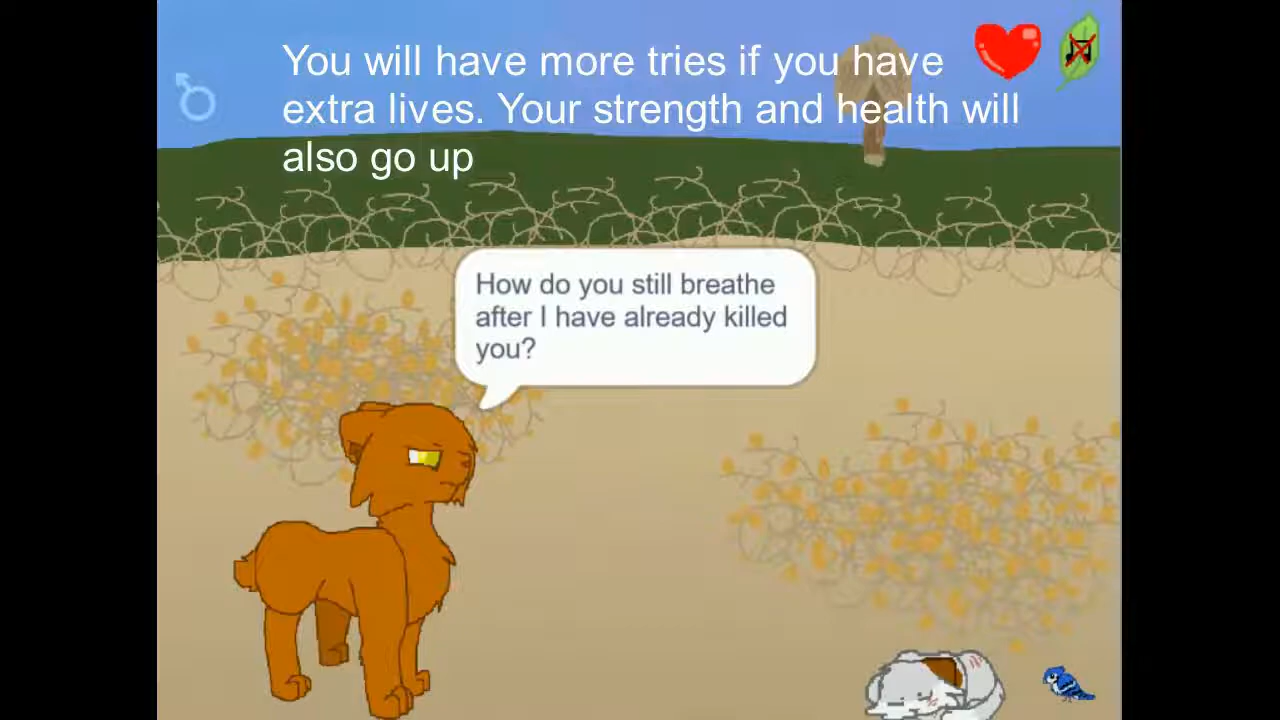 You will have more tries if you have
extra lives. Your strength and health will
also go up
How do you still breathe
after I have already killed
you?